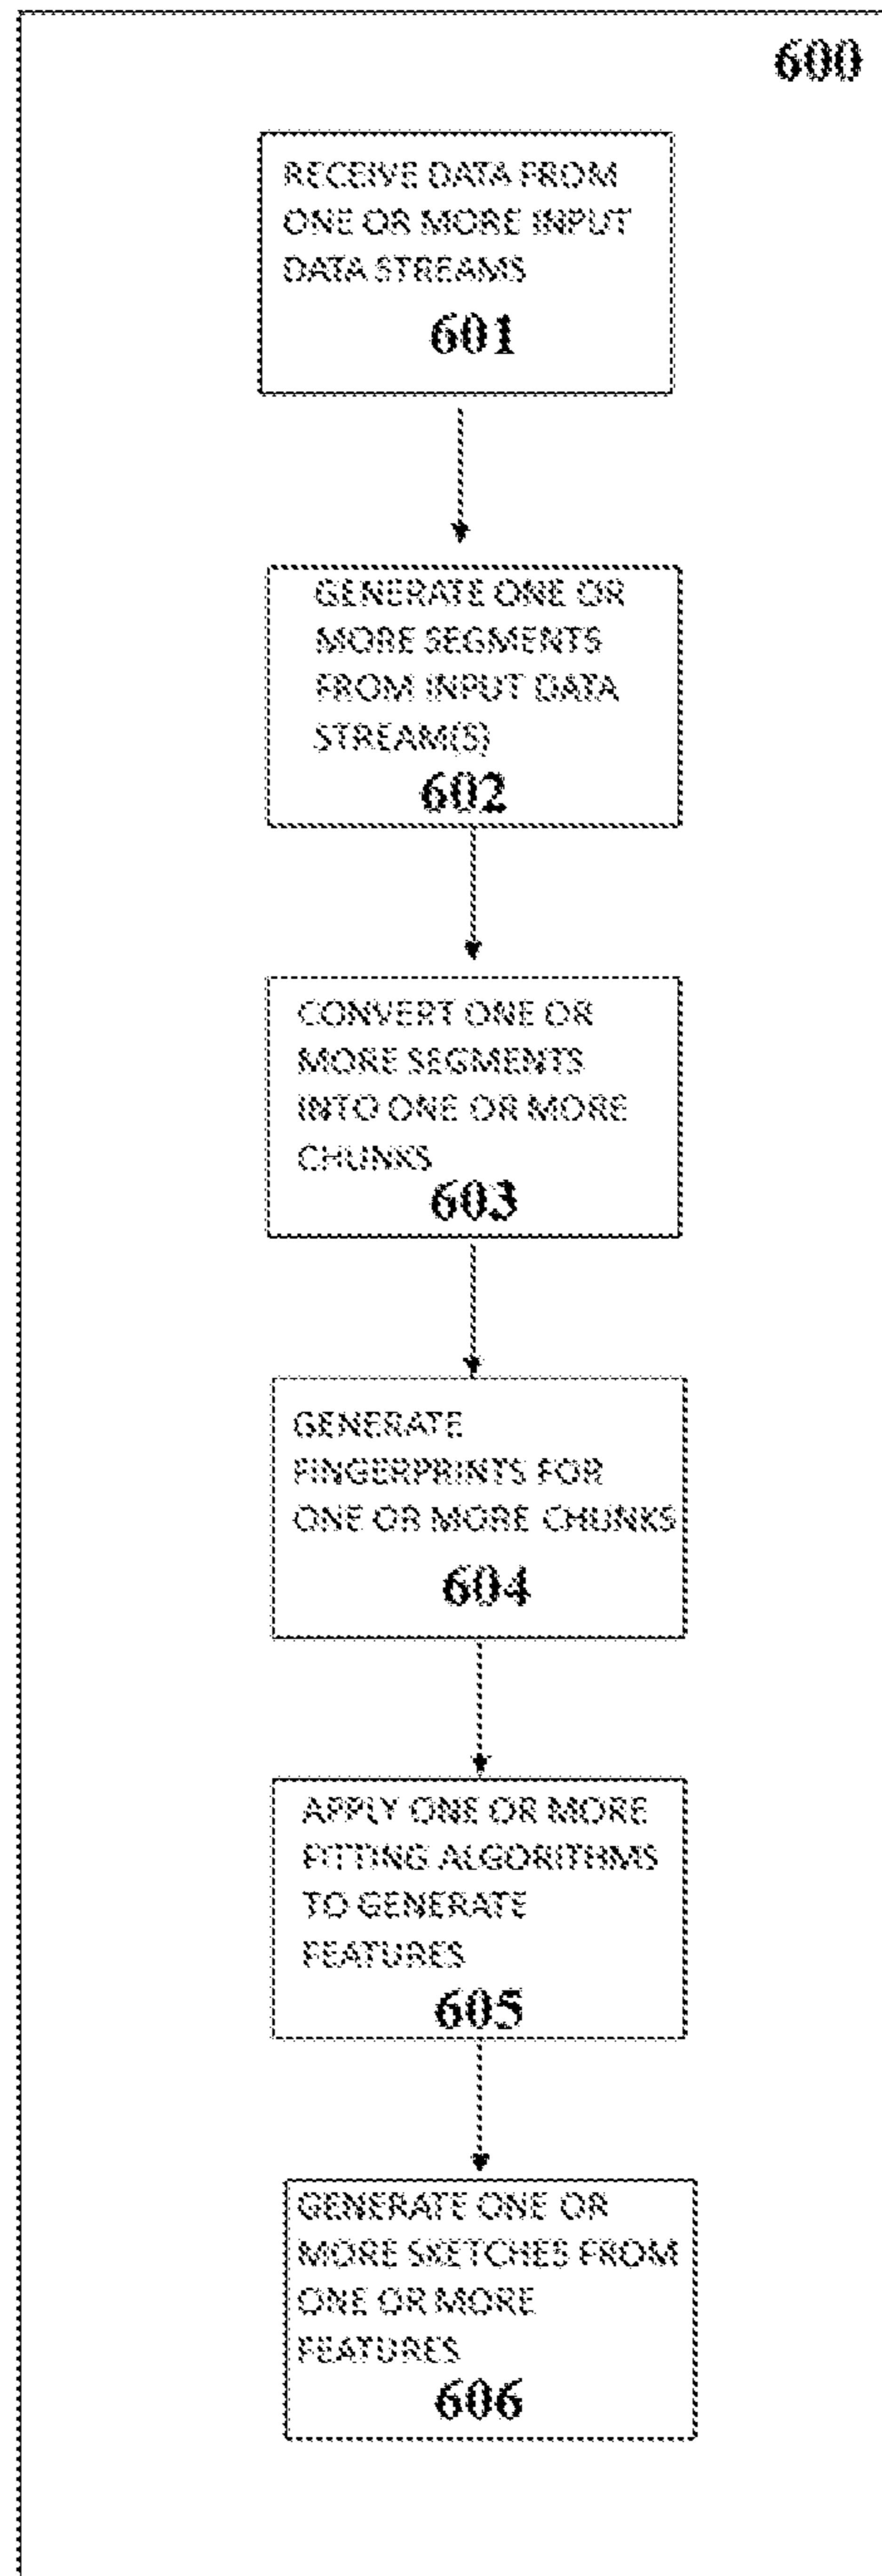 600
RECEIVE DATA FROM
ONE OR MORE INPUT
DATA STREAMS
601
GENERATE ONE OR
MORE SEGMENTS
FROM INPUT DATA
STREAM(S)
602
CONVERT ONE OR
MORE SEGMENTS
INTO ONE OR MORE
CHUNKS
603
GENERATE
FINGERPRINTS FOR
ONE OR MORE CHUNKS
604
APPLY ONE OR MORE
FITTING ALGORITHMS
TO GENERATE
FEATURES
605
GENERATE ONE OR
MORE SKETCHES FROM
ONE OR MORE
FEATURES
606